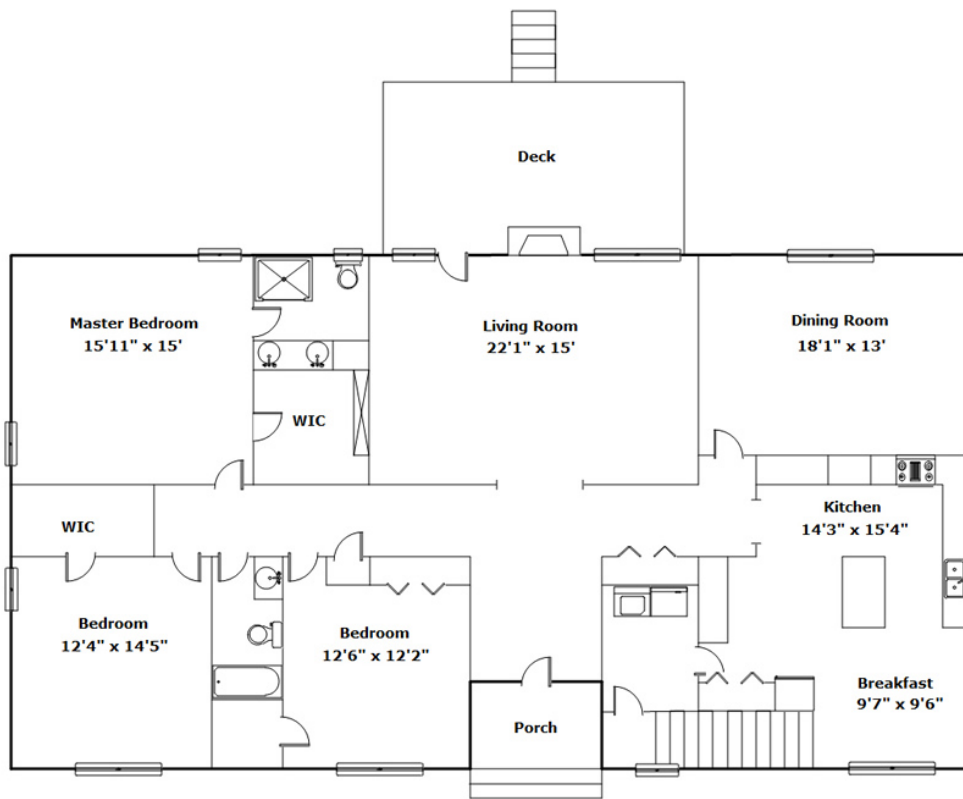 Deck
Master Bedroom
15'11" x 15'
Living Room
22'1" x 15'
Dining Room
18'1" x 13'
WIC
WIC
Kitchen
14'3" x 15'4"
Bedroom
12'4" x 14'5"
Bedroom
12'6" x 12'2"
Breakfast
9'7" x 9'6"
Porch